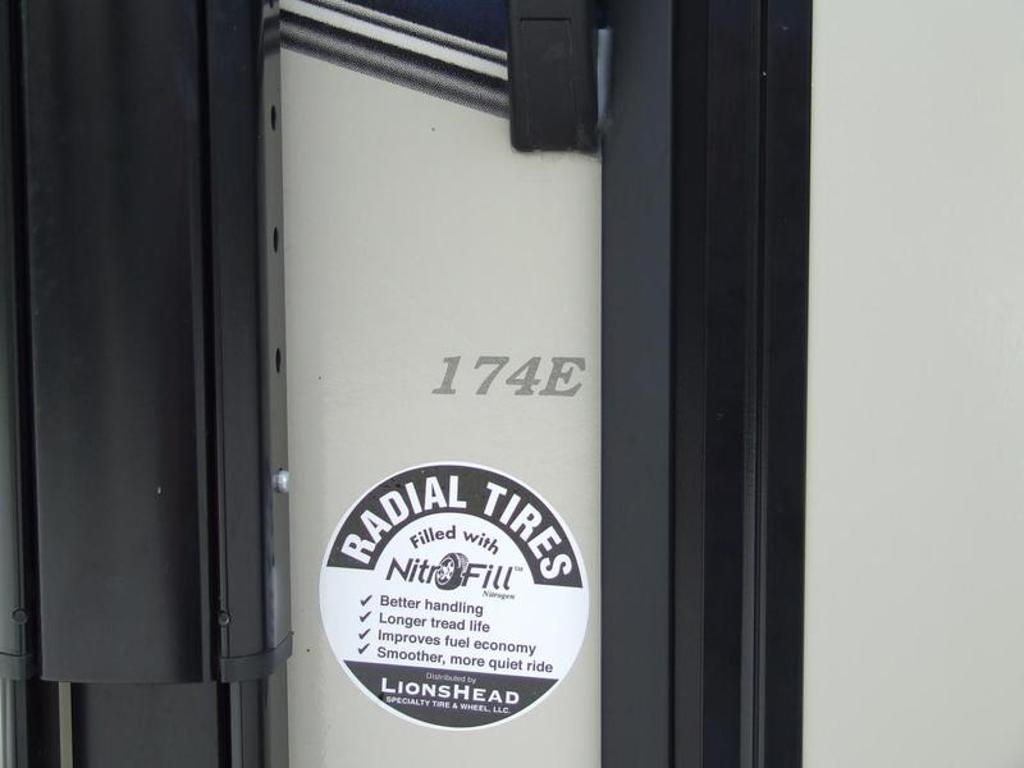 174E
RADIAL TIRES
Filled with
NitroFill™
Nitrogen
✓ Better handling
✓ Longer tread life
✓ Improves fuel economy
✓ Smoother, more quiet ride
Distributed by
LIONSHEAD
SPECIALTY TIRE & WHEEL, LLC.